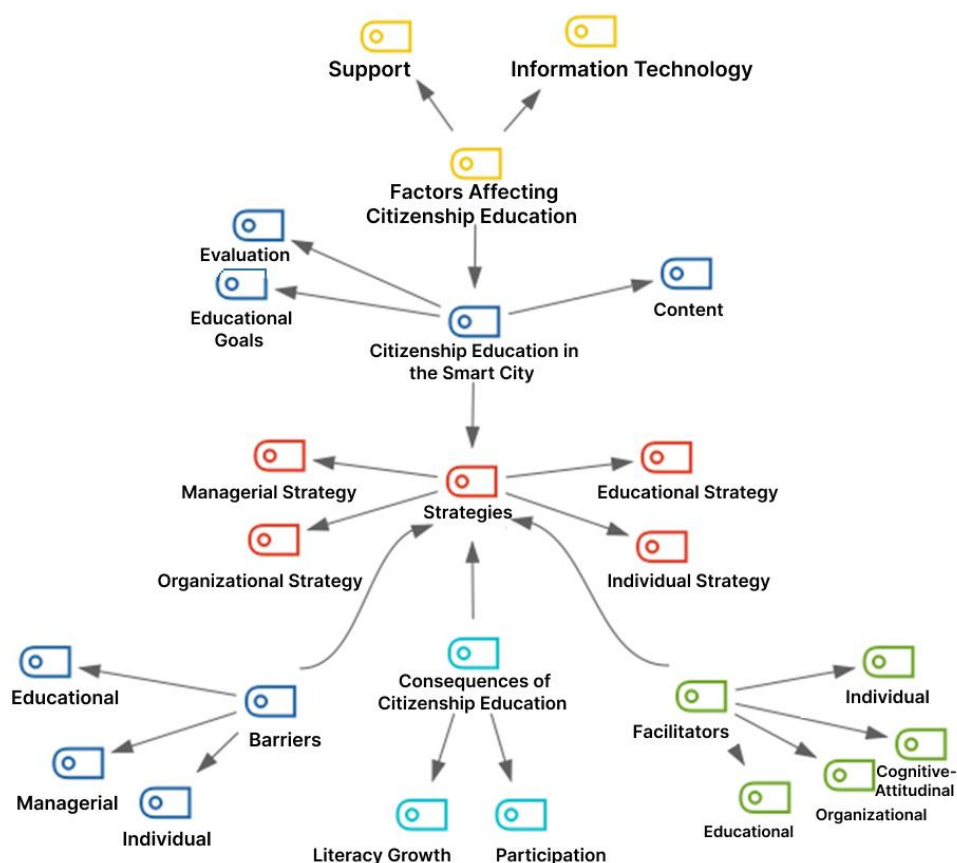 Support
Information Technology
Factors Affecting
Citizenship Education
Evaluation
Educational
Goals
Content
Citizenship Education in
the Smart City
Managerial Strategy
Educational Strategy
Strategies
Organizational Strategy
Individual Strategy
Educational
Barriers
Managerial
Individual
Consequences of
Citizenship Education
Literacy Growth
Participation
Facilitators
Individual
Cognitive-
Attitudinal
Organizational
Educational